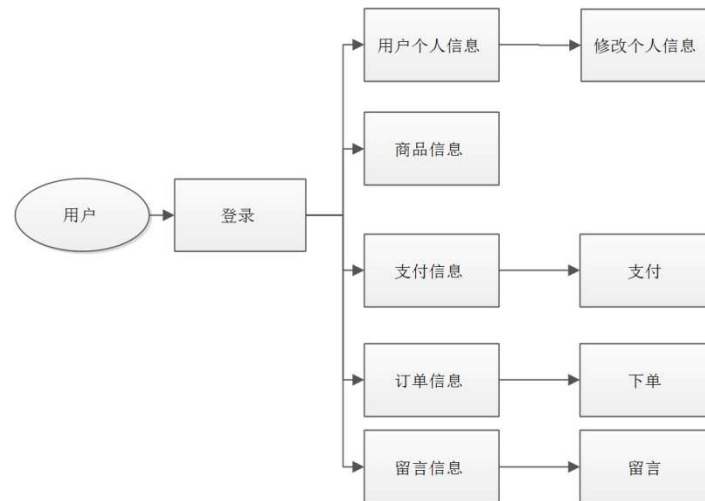 用户个人信息
修改个人信息
商品信息
用户
登录
支付信息
支付
订单信息
下单
留言信息
留言